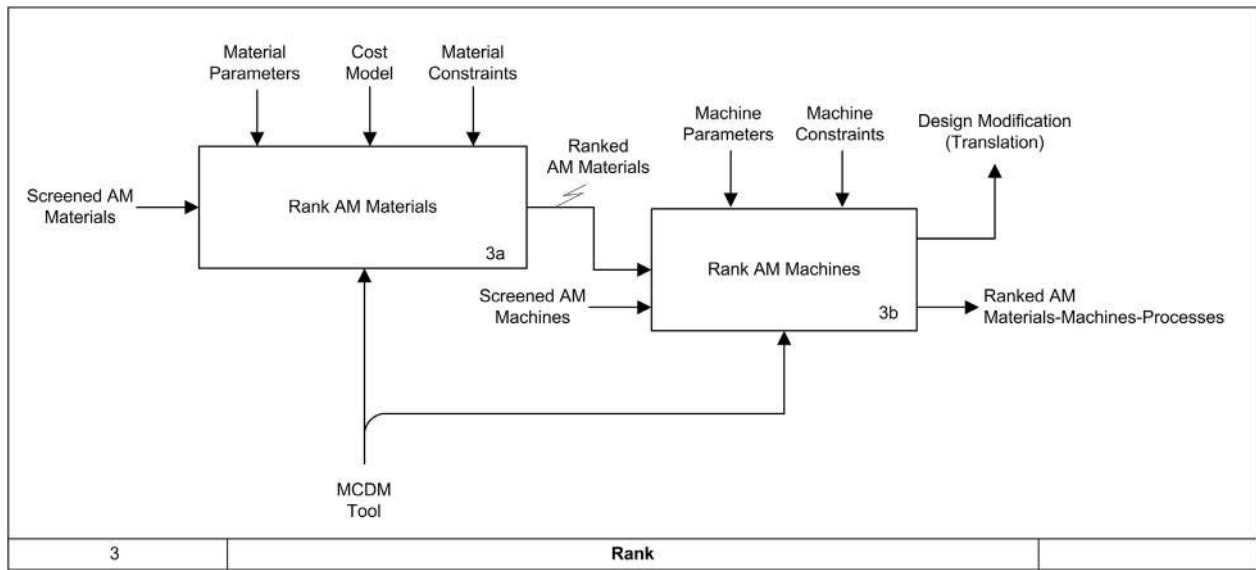 Material
Parameters
Cost
Model
Material
Constraints
Screened AM
Materials
Rank AM Materials
3a
Ranked
AM Materials
Machine
Parameters
Machine
Constraints
Design Modification
(Translation)
Screened AM
Machines
Rank AM Machines
3b
Ranked AM
Materials-Machines-Processes
MCDM
Tool
3
Rank